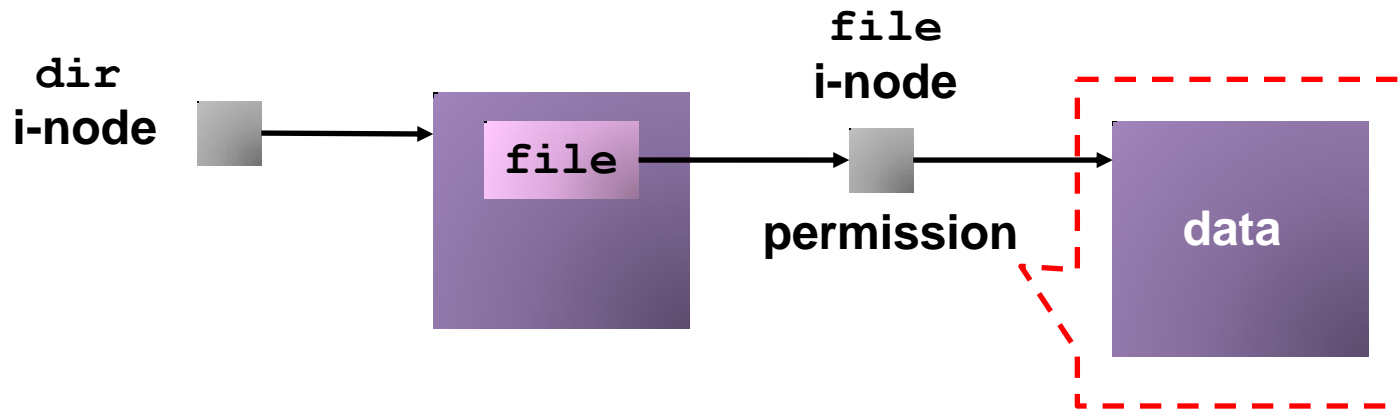 dir
i-node
file
file
i-node
permission
data